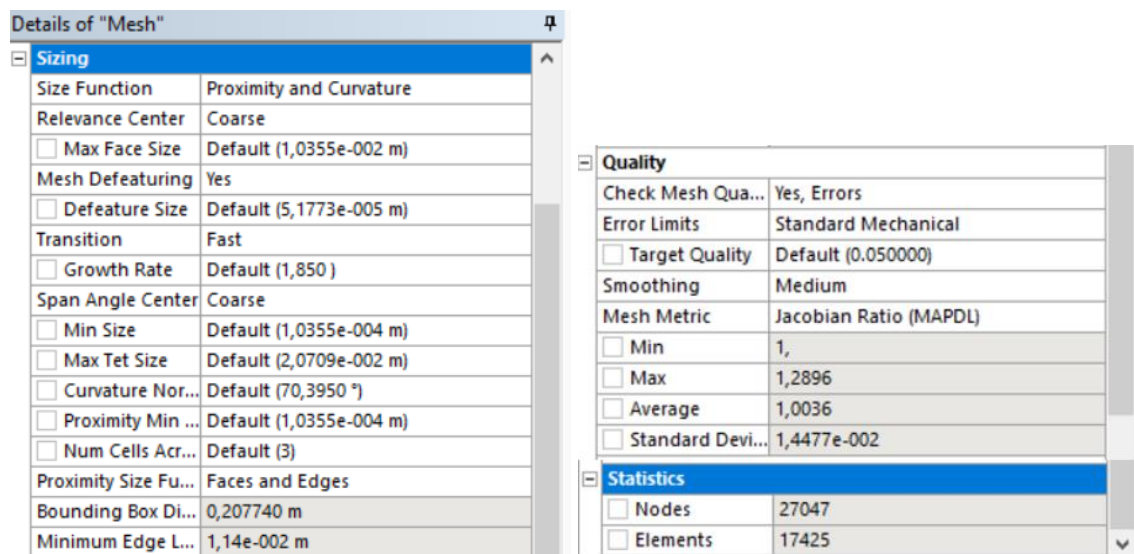 Details of "Mesh"
Sizing
Size Function Proximity and Curvature
Relevance Center Coarse
Max Face Size Default (1,0355e-002 m)
Mesh Defeaturing Yes
Defeature Size Default (5,1773e-005 m)
Transition Fast
Growth Rate Default (1,850 )
Span Angle Center Coarse
Min Size Default (1,0355e-004 m)
Max Tet Size Default (2,0709e-002 m)
Curvature Nor... Default (70,3950 °)
Proximity Min ... Default (1,0355e-004 m)
Num Cells Acr... Default (3)
Proximity Size Fu... Faces and Edges
Bounding Box Di... 0,207740 m
Minimum Edge L... 1,14e-002 m
Quality
Check Mesh Qua... Yes, Errors
Error Limits Standard Mechanical
Target Quality Default (0.050000)
Smoothing Medium
Mesh Metric Jacobian Ratio (MAPDL)
Min 1,
Max 1,2896
Average 1,0036
Standard Devi... 1,4477e-002
Statistics
Nodes 27047
Elements 17425